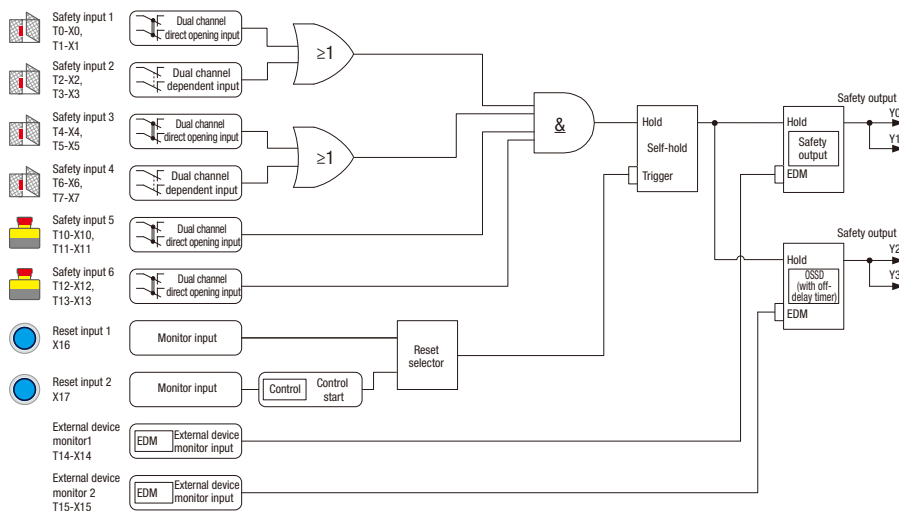 Safety input 1
T0-X0,
T1-X1
Dual channel
direct opening input
≥1
Safety input 2
T2-X2,
T3-X3
Dual channel
dependent input
Safety input 3
T4-X4,
T5-X5
Dual channel
direct opening input
≥1
Safety input 4
T6-X6,
T7-X7
Dual channel
dependent input
Safety input 5
T10-X10,
T11-X11
Dual channel
direct opening input
Safety input 6
T12-X12,
T13-X13
Dual channel
direct opening input
&
Hold
Self-hold
Trigger
Safety output
Hold
Safety
output
EDM
Y0
Y1
Safety output
Hold
OSSD
(with off-
delay timer)
EDM
Y2
Y3
Reset input 1
X16
Monitor input
Reset
selector
Reset input 2
X17
Monitor input
Control
Control
start
External device
monitor1
T14-X14
EDM
External device
monitor input
External device
monitor 2
T15-X15
EDM
External device
monitor input